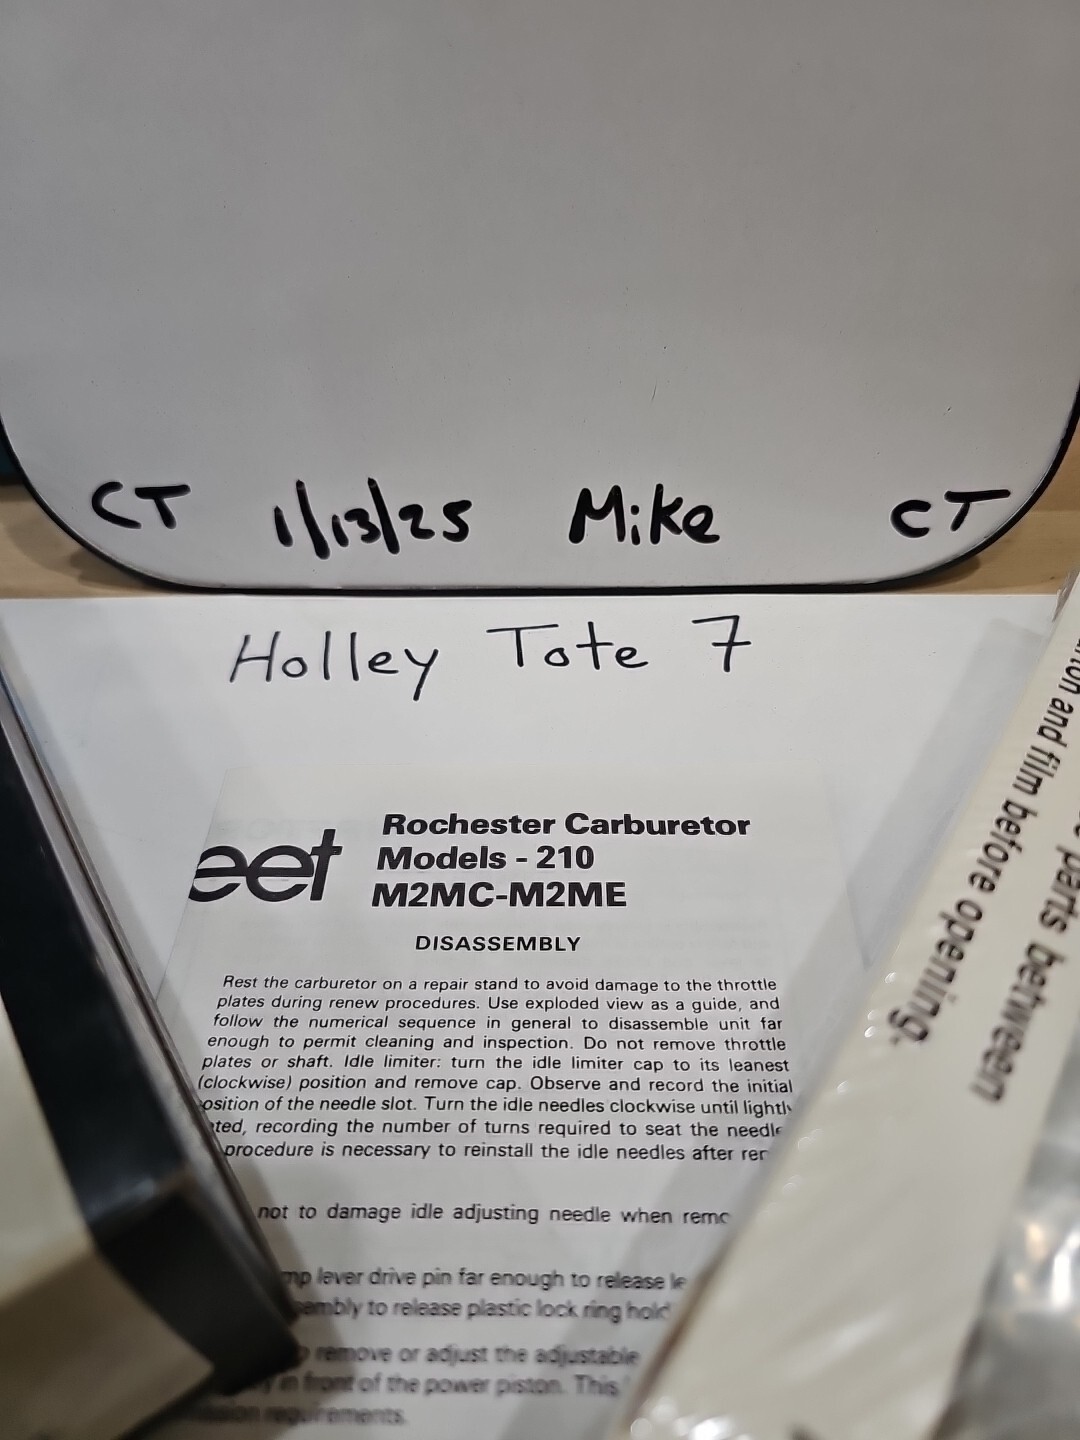 CT 1/13/25 Mike CT
Holley Tote 7
eet
Rochester Carburetor
Models - 210
M2MC-M2ME
DISASSEMBLY
Rest the carburetor on a repair stand to avoid damage to the throttle
plates during renew procedures. Use exploded view as a guide, and
follow the numerical sequence in general to disassemble unit far
enough to permit cleaning and inspection. Do not remove throttle
plates or shaft. Idle limiter: turn the idle limiter cap to its leanest
(clockwise) position and remove cap. Observe and record the initial
osition of the needle slot. Turn the idle needles clockwise until lightly
ated, recording the number of turns required to seat the needle
procedure is necessary to reinstall the idle needles after
not to damage idle adjusting needle when
lever drive pin far enough to release
to release plastic lock ring
remove or adjust the adjustable
in front of the power piston. This
requirements.
and film before opening.
parts between